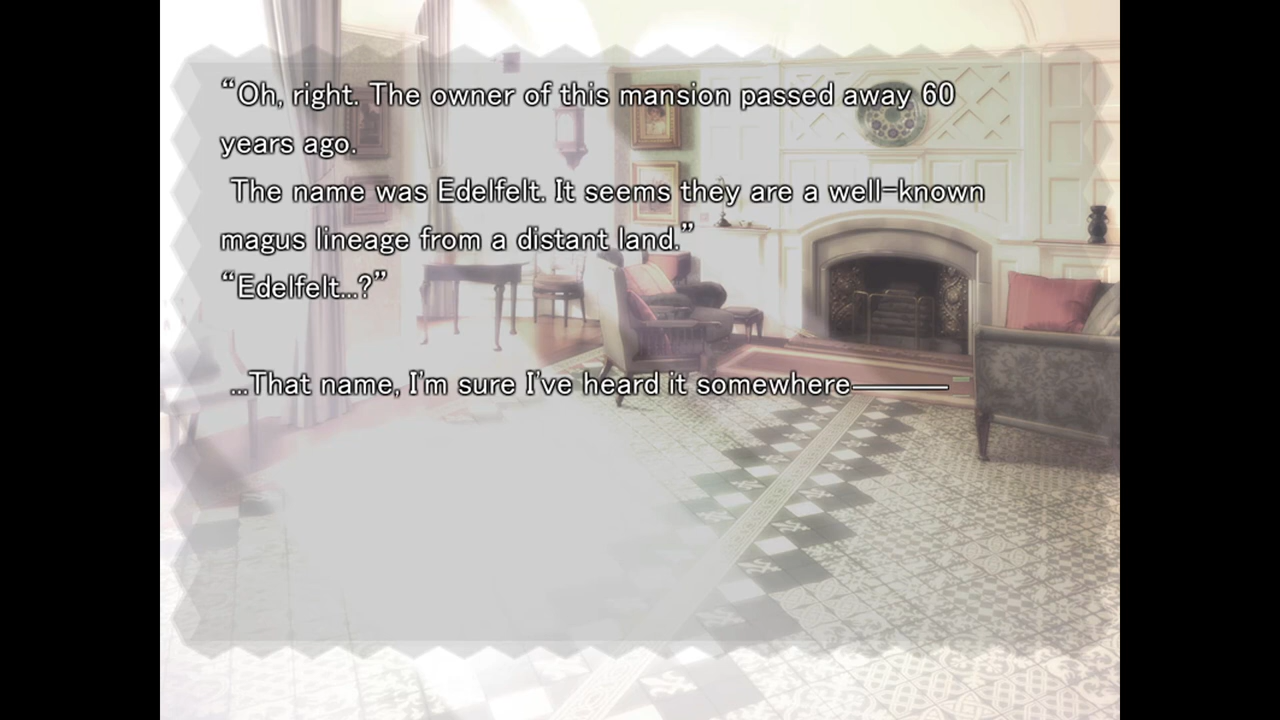 “Oh, right. The owner of this mansion passed away 60
years ago.
The name was Edelfelt. It seems they are a well-known
magus lineage from a distant land.”
“Edelfelt...?”
...That name, I'm sure I've heard it somewhere———